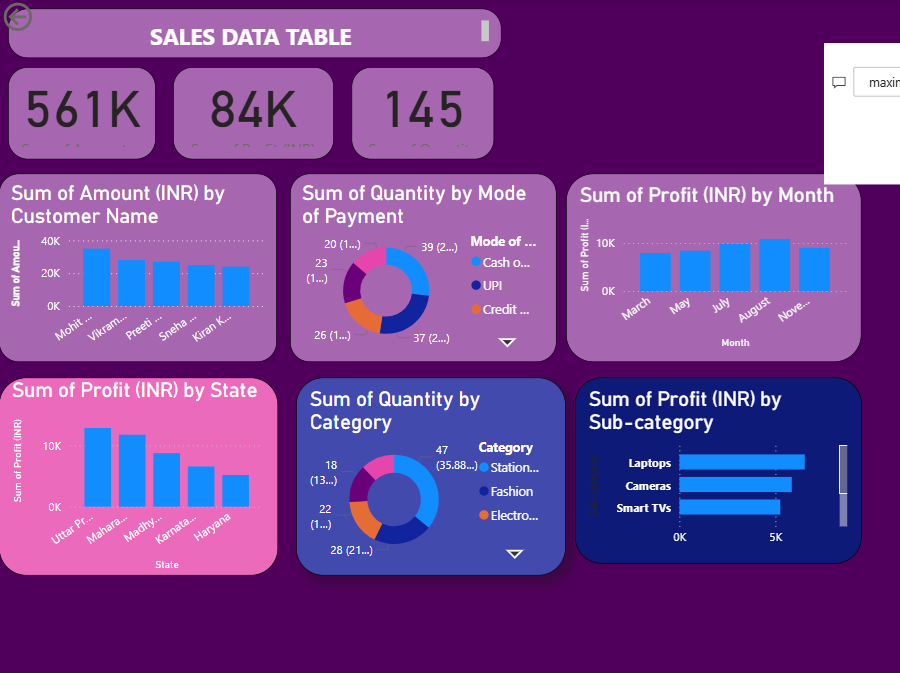 SALES DATA TABLE
maxin
561K
84K
145
Sum of Amount (INR) by
Customer Name
Sum of Amou...
40K
20K
0K
Mohit ...
Vikram...
Preeti ...
Sneha ...
Kiran K...
Sum of Quantity by Mode
of Payment
20 (1...)
39 (2...)
23
(1...)
26 (1...)
37 (2...)
Mode of ...
Cash o...
UPI
Credit ...
Sum of Profit (INR) by Month
Sum of Profit (I...
10K
0K
March
May
July
August
Nove...
Month
Sum of Profit (INR) by State
Sum of Profit (INR)
10K
0K
Uttar Pr...
Mahara...
Madhy...
Karnata...
Haryana
State
Sum of Quantity by
Category
47
(35.88...)
18
(13...)
22
(1...)
28 (21...)
Category
Station...
Fashion
Electro...
Sum of Profit (INR) by
Sub-category
Laptops
Cameras
Smart TVs
0K
5K